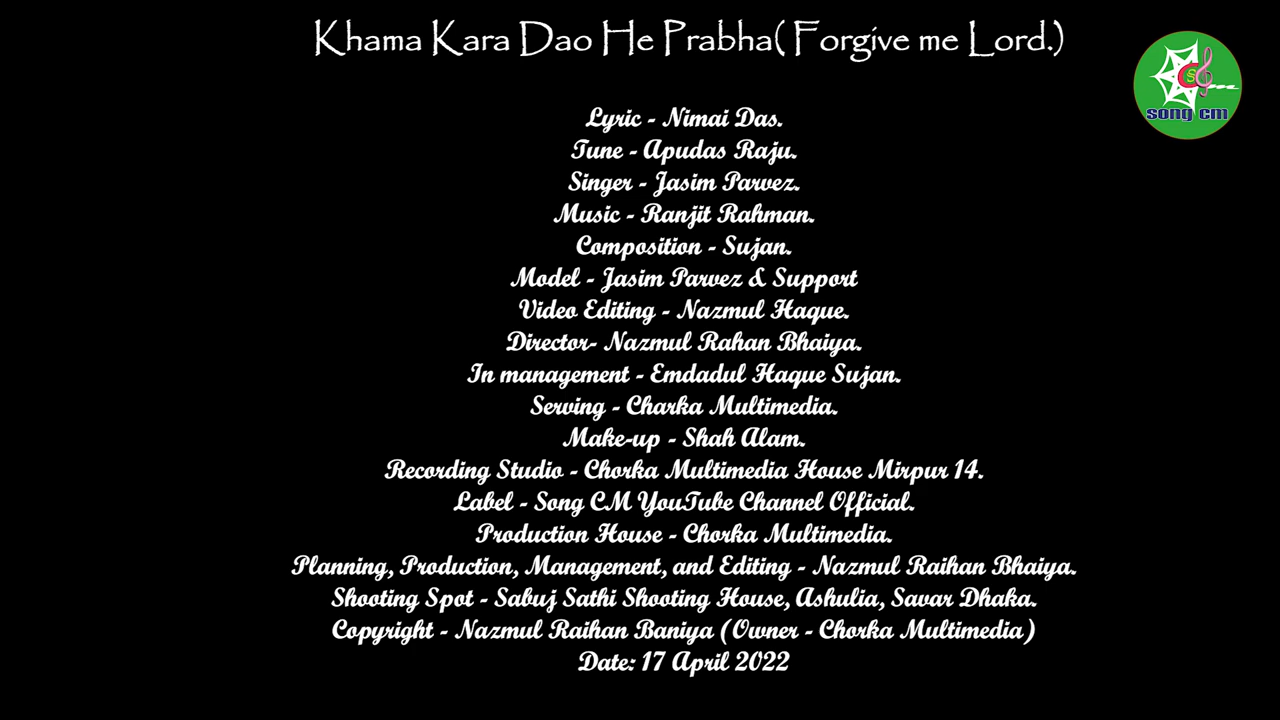 Khama Kara Dao He Prabha( Forgive me Lord.)
song cm
Lyric - Nimai Das.
Tune - Apudas Raju.
Singer - Jasim Parvez.
Music - Ranjit Rahman.
Composition - Sujan.
Model - Jasim Parvez & Support
Video Editing - Nazmul Haque.
Director- Nazmul Rahan Bhaiya.
In management - Emdadul Haque Sujan.
Serving - Charka Multimedia.
Make-up - Shah Alam.
Recording Studio - Chorka Multimedia House Mirpur 14.
Label - Song CM YouTube Channel Official.
Production House - Chorka Multimedia.
Planning, Production, Management, and Editing - Nazmul Raihan Bhaiya.
Shooting Spot - Sabuj Sathi Shooting House, Ashulia, Savar Dhaka.
Copyright - Nazmul Raihan Baniya (Owner - Chorka Multimedia)
Date: 17 April 2022